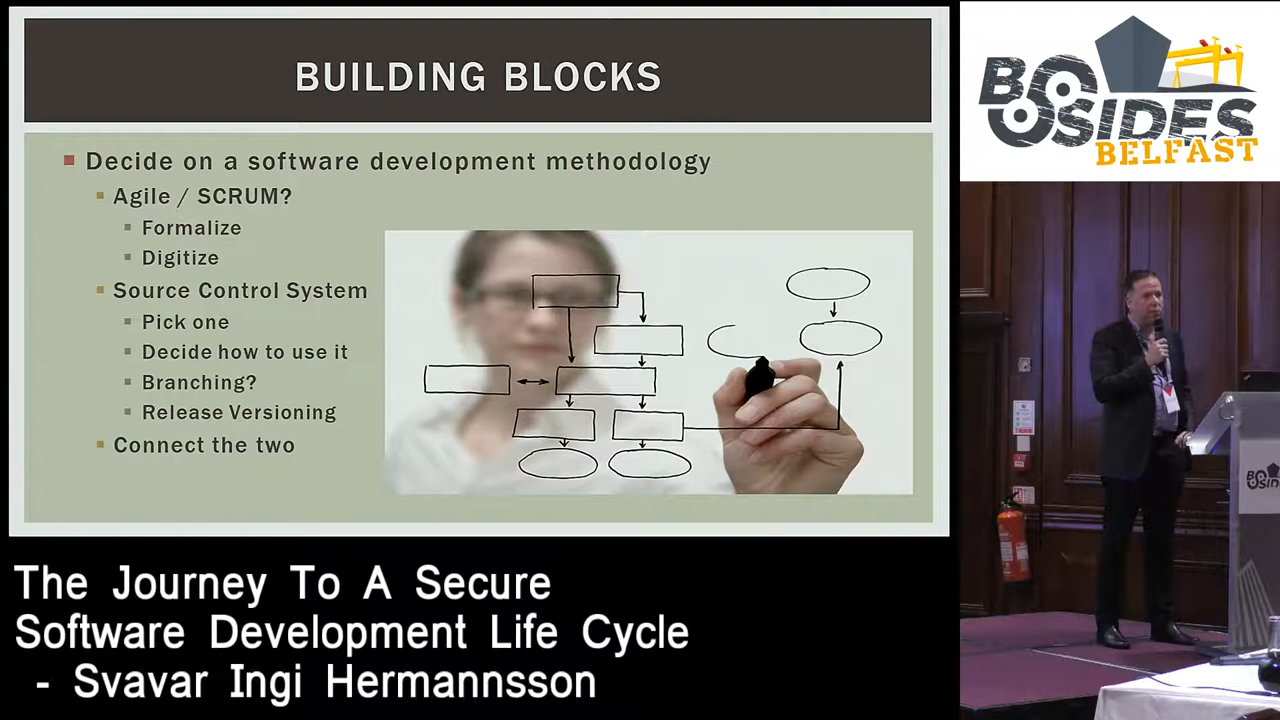 BUILDING BLOCKS
Decide on a software development methodology
Agile / SCRUM?
Formalize
Digitize
Source Control System
Pick one
Decide how to use it
Branching?
Release Versioning
Connect the two
BSIDES
BELFAST
The Journey To A Secure
Software Development Life Cycle
- Svavar Ingi Hermannsson